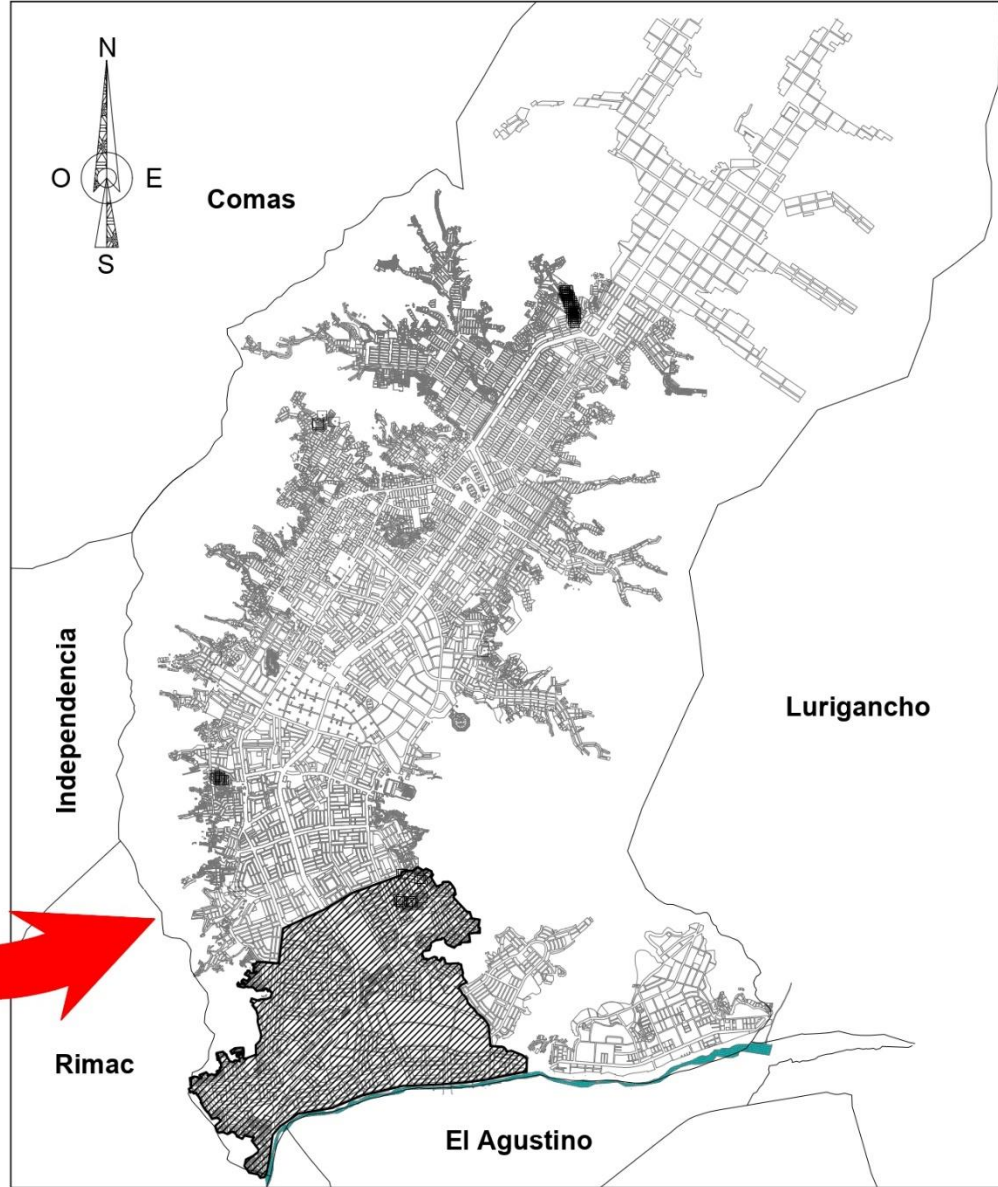 N
O
E
S
Comas
Independencia
Lurigancho
Rimac
El Agustino